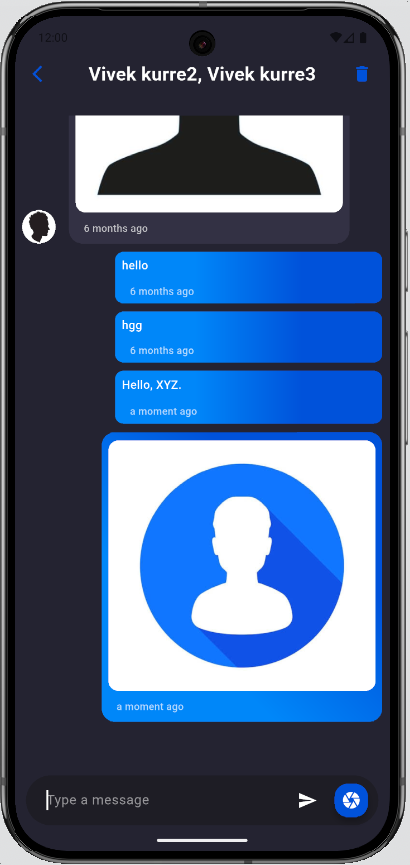 12:00
Vivek kurre2, Vivek kurre3
6 months ago
hello
6 months ago
hgg
6 months ago
Hello, XYZ.
a moment ago
a moment ago
Type a message